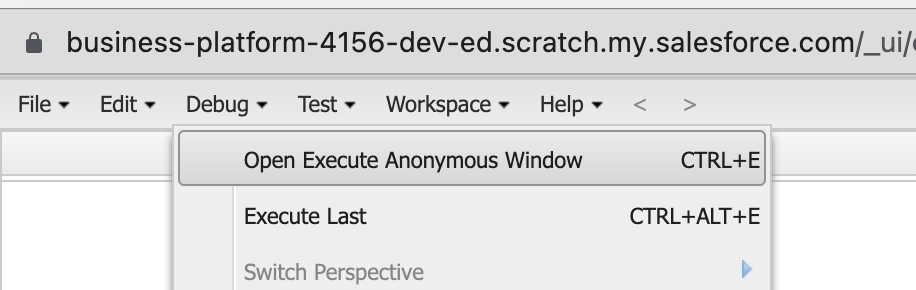 business-platform-4156-dev-ed.scratch.my.salesforce.com/_ui/
File Edit Debug Test Workspace Help < >
Open Execute Anonymous Window CTRL+E
Execute Last CTRL+ALT+E
Switch Perspective